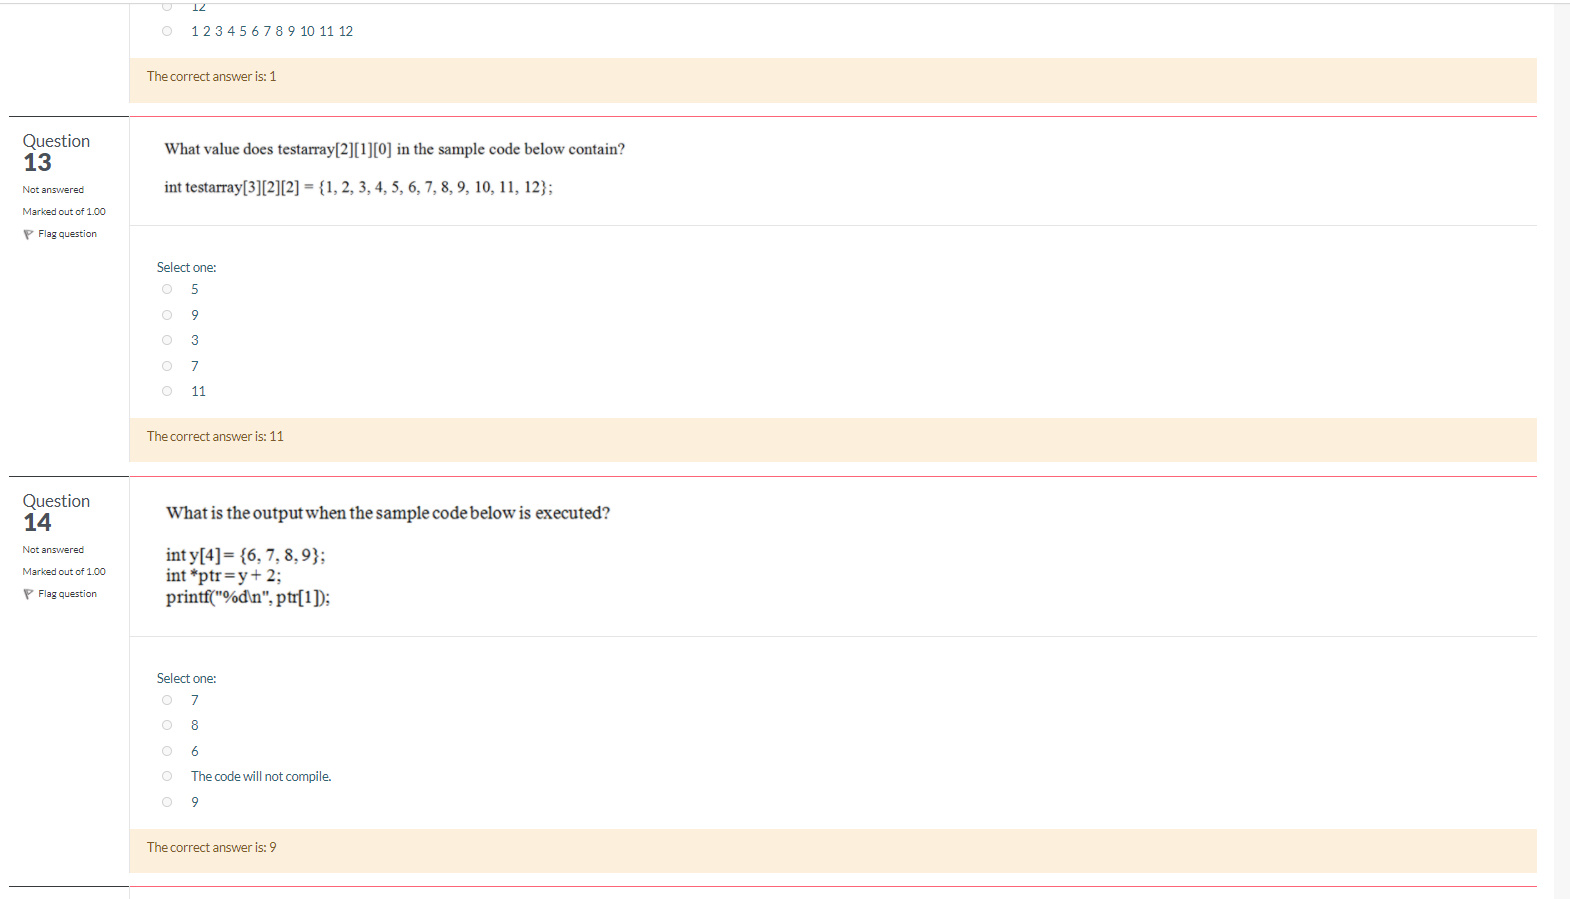 12
1 2 3 4 5 6 7 8 9 10 11 12
The correct answer is: 1
Question
13
Not answered
Marked out of 1.00
Flag question
What value does testarray[2][1][0] in the sample code below contain?
int testarray[3][2][2] = {1, 2, 3, 4, 5, 6, 7, 8, 9, 10, 11, 12};
Select one:
5
9
3
7
11
The correct answer is: 11
Question
14
Not answered
Marked out of 1.00
Flag question
What is the output when the sample code below is executed?
int y[4]= {6, 7, 8, 9};
int *ptr = y + 2;
printf("%d\n", ptr[1]);
Select one:
7
8
6
The code will not compile.
9
The correct answer is: 9